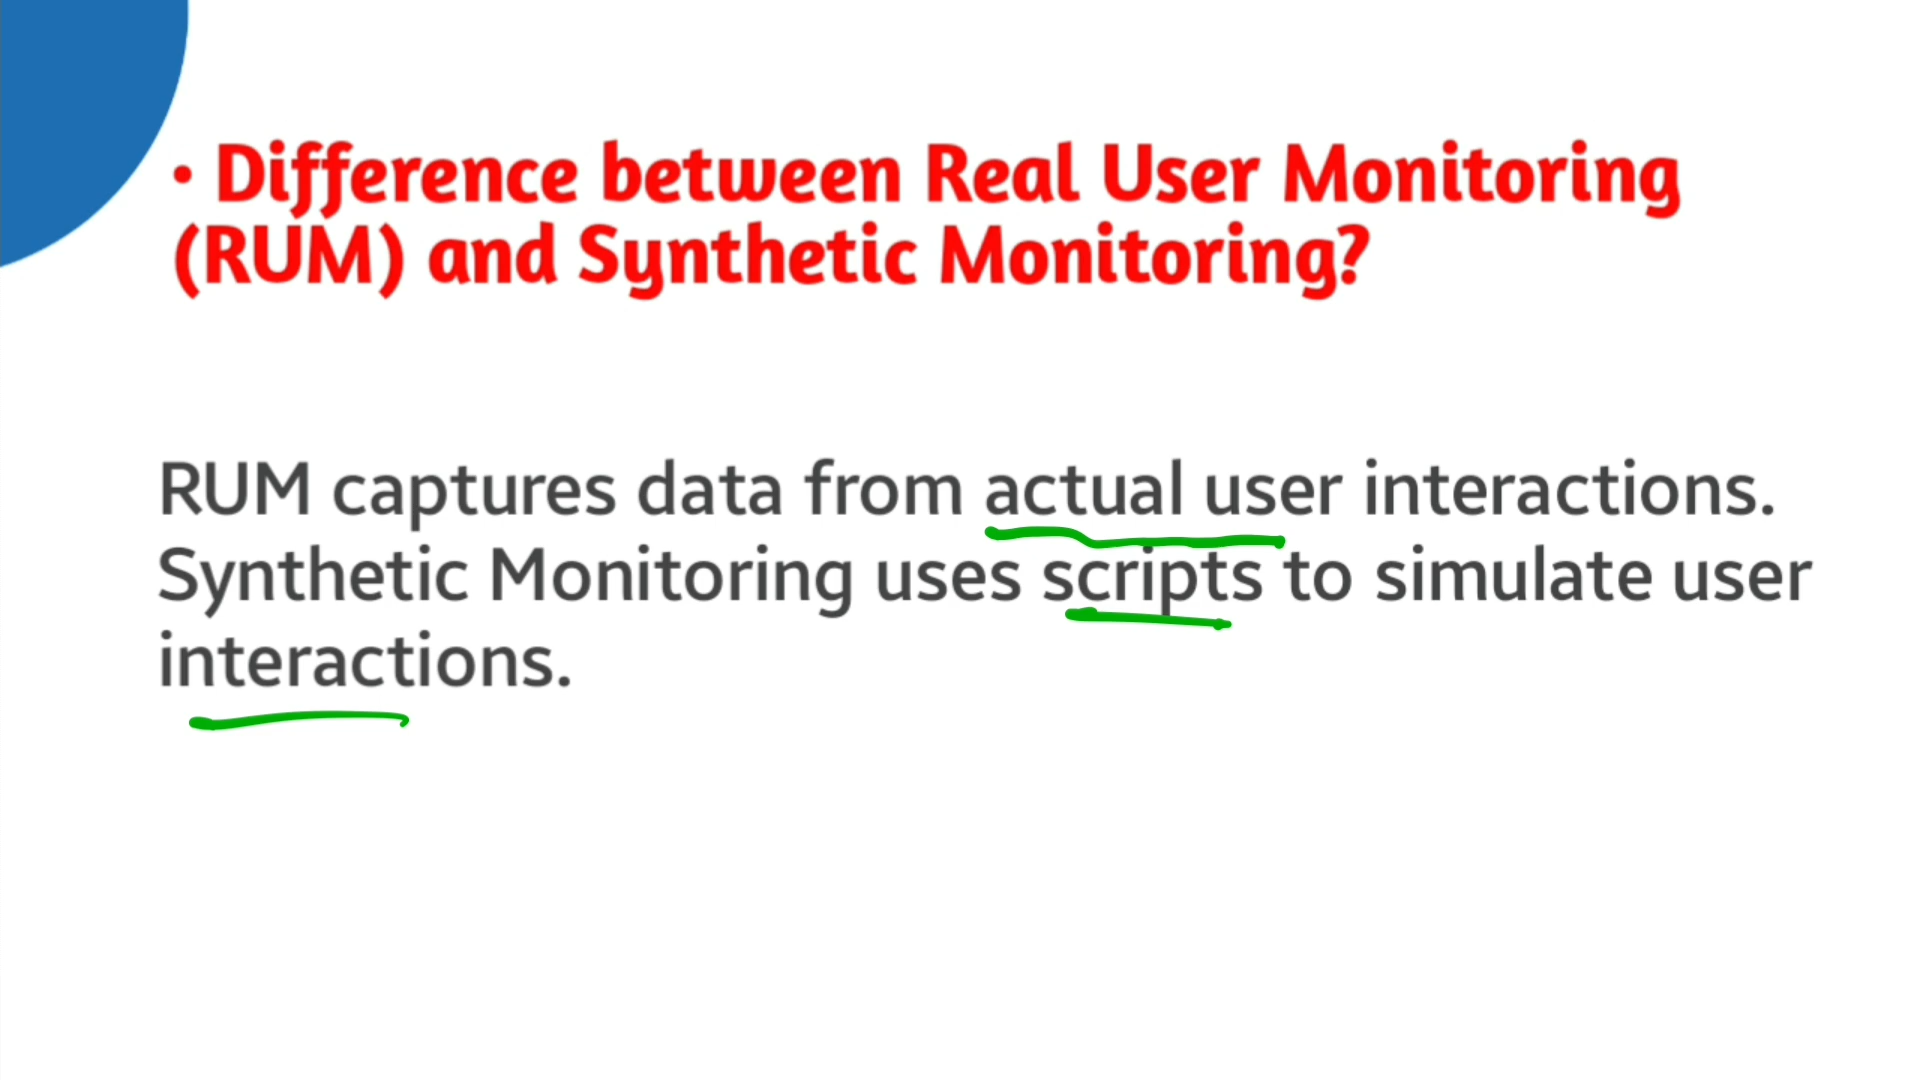 • Difference between Real User Monitoring
(RUM) and Synthetic Monitoring?
RUM captures data from actual user interactions.
Synthetic Monitoring uses scripts to simulate user
interactions.